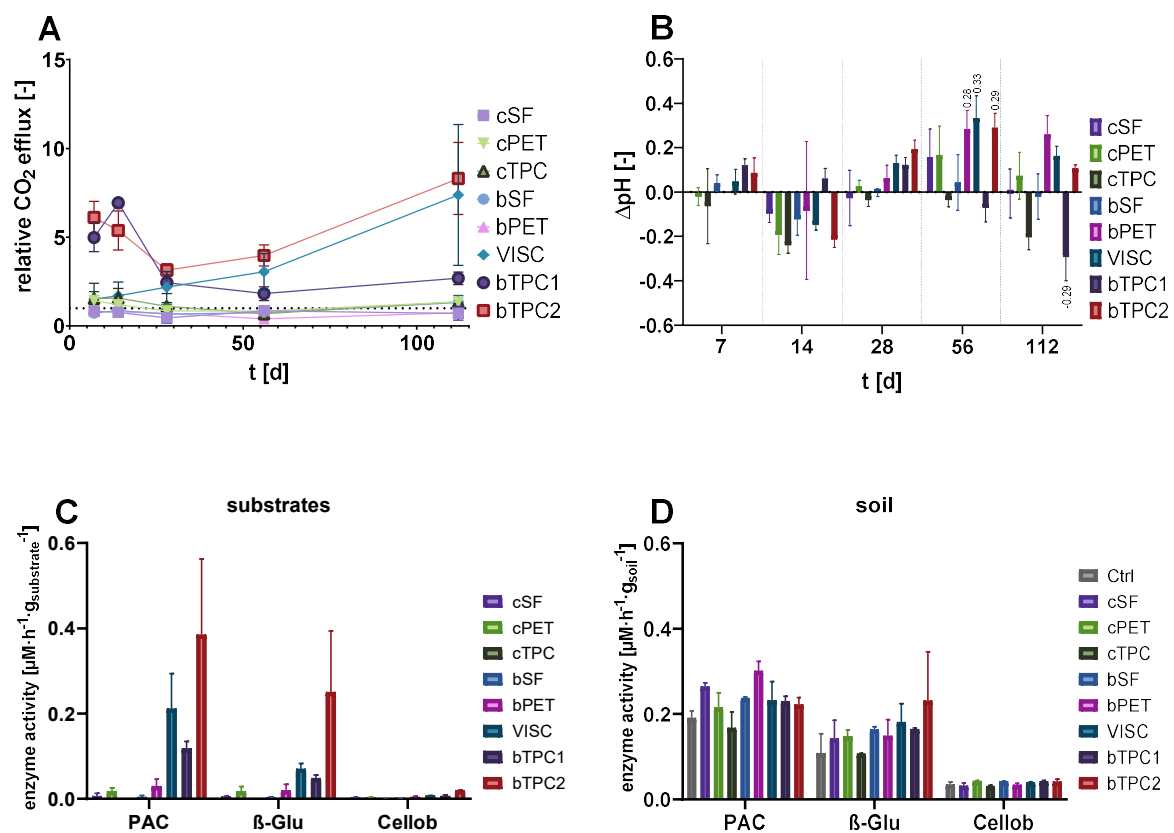 A
relative CO2 efflux [-]
15
10
5
0
0
50
100
t [d]
cSF
cPET
cTPC
bSF
bPET
VISC
bTPC1
bTPC2
B
ΔpH [-]
0.6
0.4
0.2
0.0
-0.2
-0.4
-0.6
0.28
0.33
0.29
-0.29
7
14
28
56
112
t [d]
cSF
cPET
cTPC
bSF
bPET
VISC
bTPC1
bTPC2
C
substrates
enzyme activity [µM·h-1·gsubstrate-1]
0.6
0.4
0.2
0.0
PAC
ß-Glu
Cellob
cSF
cPET
cTPC
bSF
bPET
VISC
bTPC1
bTPC2
D
soil
enzyme activity [µM·h-1·gsoil-1]
0.6
0.4
0.2
0.0
PAC
ß-Glu
Cellob
Ctrl
cSF
cPET
cTPC
bSF
bPET
VISC
bTPC1
bTPC2